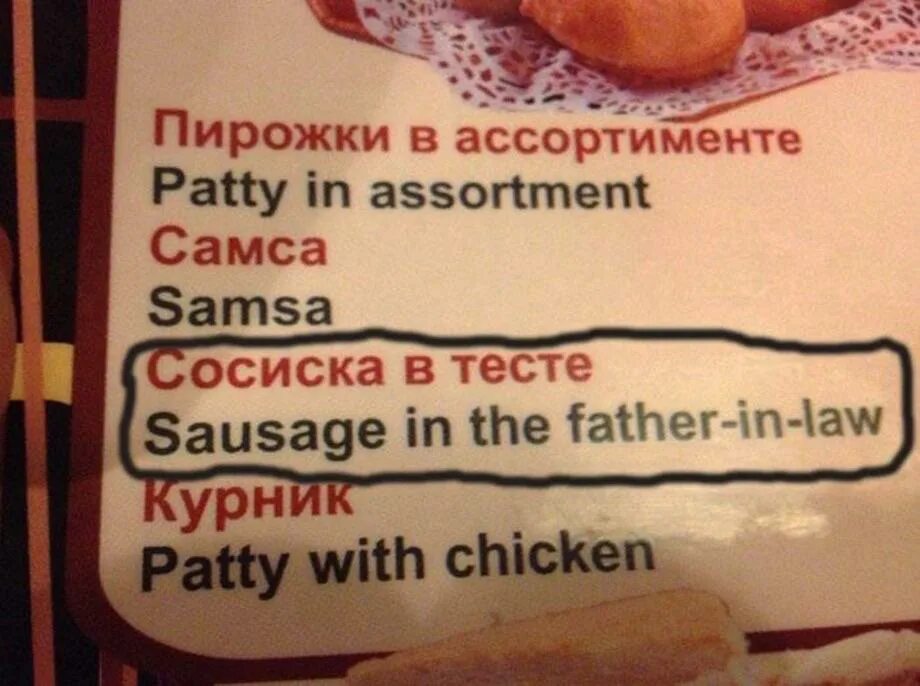 Пирожки в ассортименте
Patty in assortment
Самса
Samsa
Сосиска в тесте
Sausage in the father-in-law
Курник
Patty with chicken